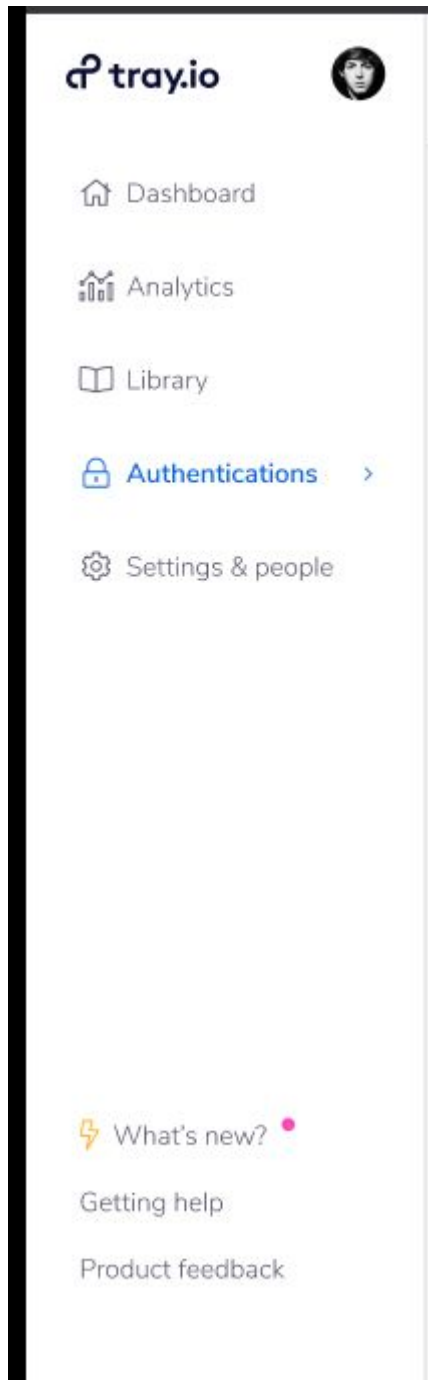 tray.io
Dashboard
Analytics
Library
Authentications
Settings & people
What's new?
Getting help
Product feedback